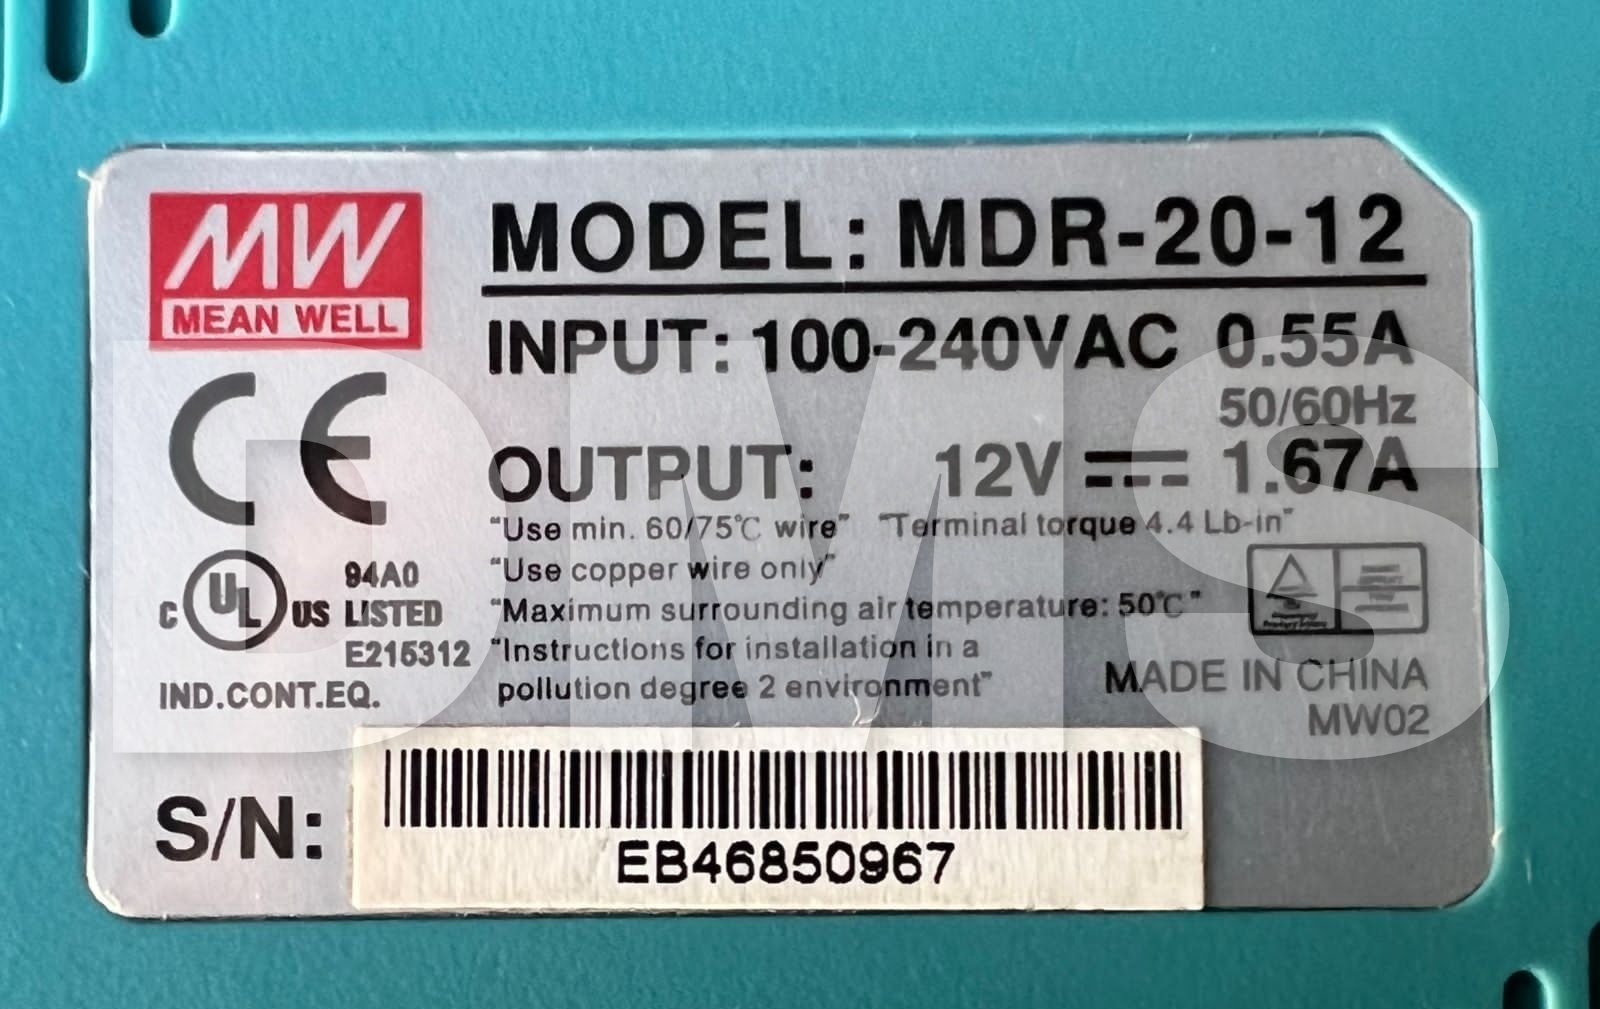 MW
MEAN WELL
MODEL: MDR-20-12
INPUT: 100-240VAC 0.55A
50/60Hz
OUTPUT: 12V 1.67A
"Use min. 60/75℃ wire" "Terminal torque 4.4 Lb-in"
"Use copper wire only"
"Maximum surrounding air temperature: 50℃"
"Instructions for installation in a
pollution degree 2 environment"
CE
C UL US LISTED
94A0
E215312
IND.CONT.EQ.
MADE IN CHINA
MW02
S/N:
EB46850967
DMS